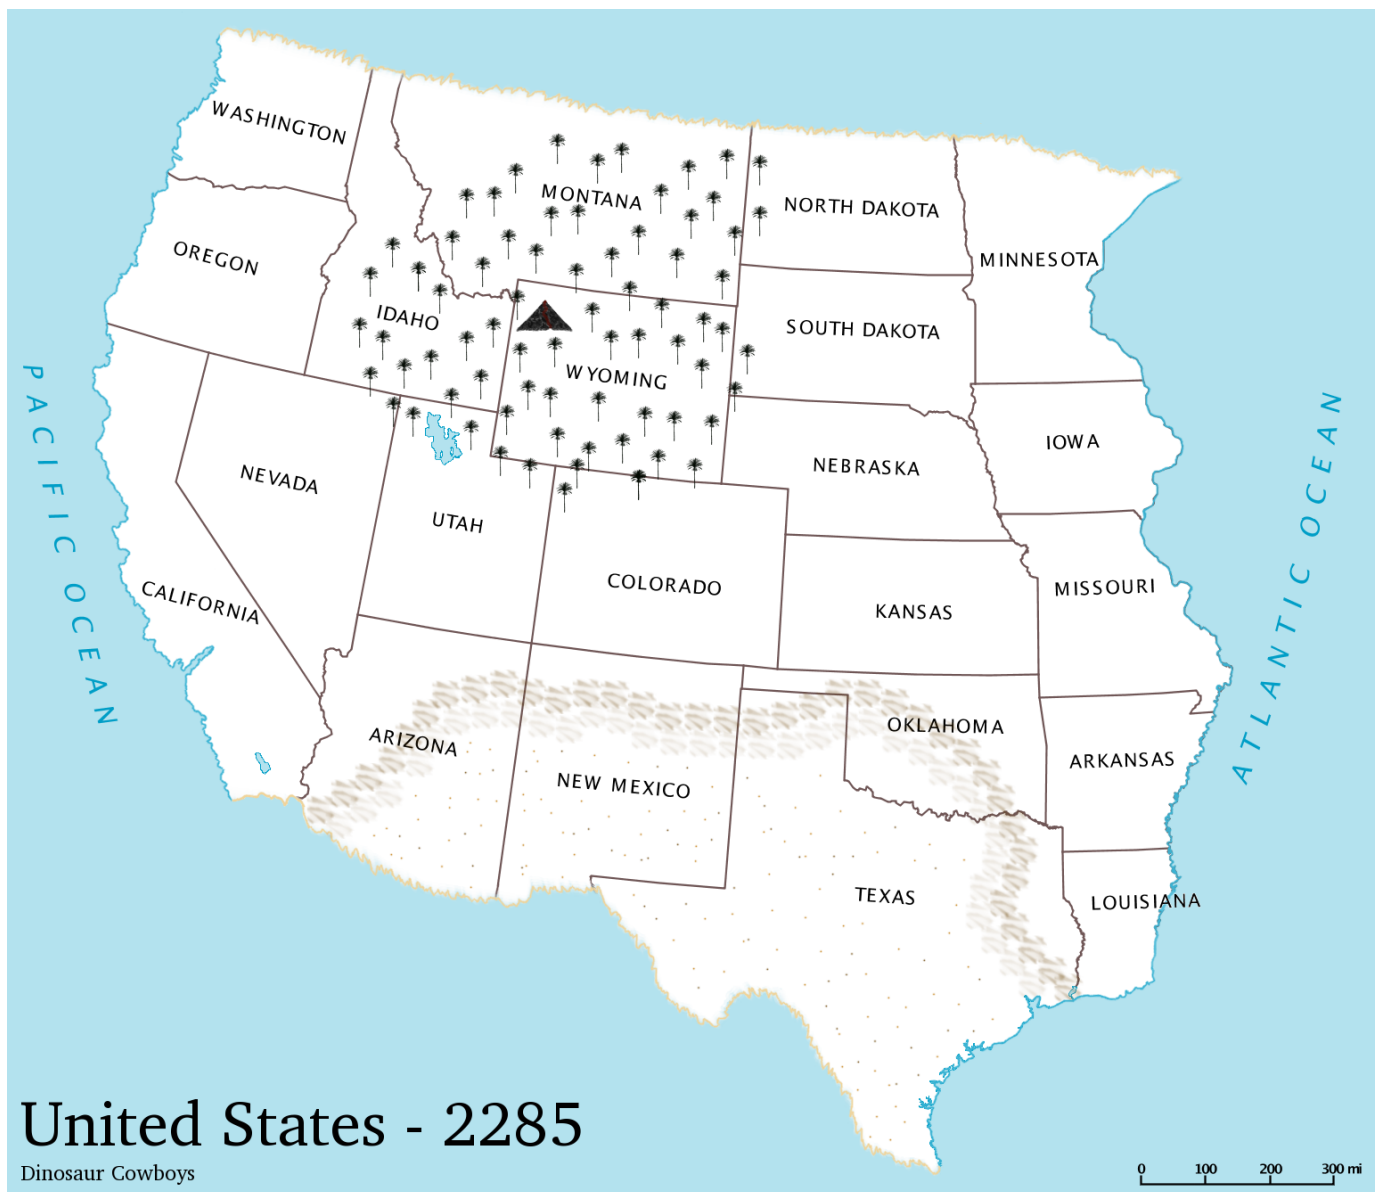 WASHINGTON
MONTANA
NORTH DAKOTA
OREGON
MINNESOTA
IDAHO
SOUTH DAKOTA
WYOMING
PACIFIC OCEAN
ATLANTIC OCEAN
IOWA
NEBRASKA
NEVADA
UTAH
COLORADO
MISSOURI
CALIFORNIA
KANSAS
OKLAHOMA
ARIZONA
ARKANSAS
NEW MEXICO
TEXAS
LOUISIANA
United States - 2285
Dinosaur Cowboys
0 100 200 300 mi